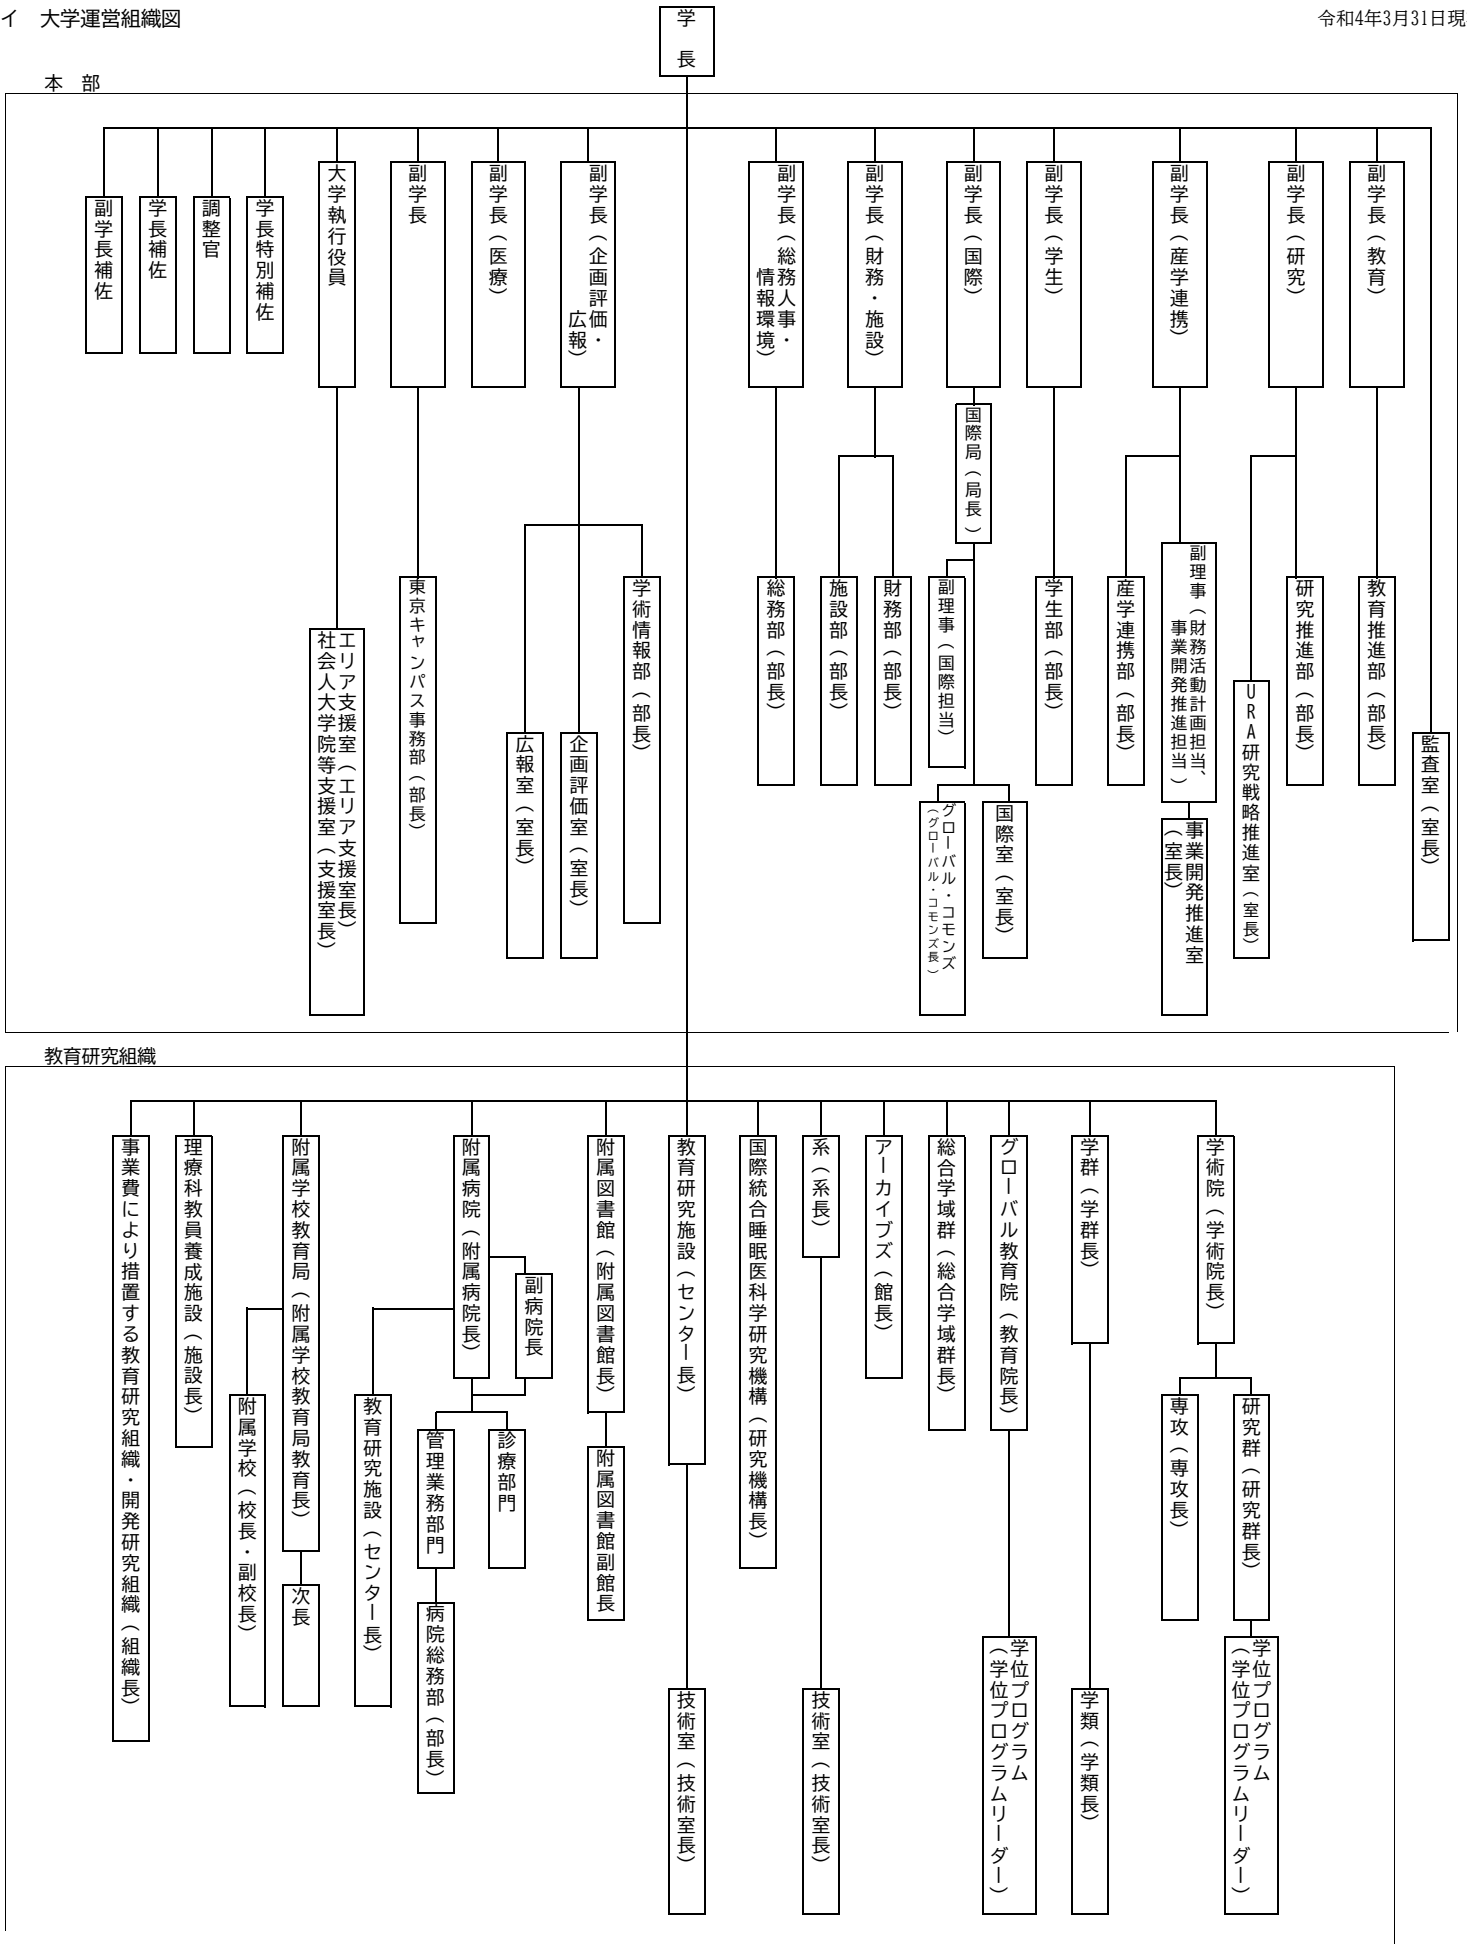 イ　大学運営組織図
令和4年3月31日現
学長
本　部
副学長（教育）
副学長（研究）
副学長（産学連携）
副学長（学生）
副学長（国際）
副学長（財務・施設）
副学長（総務人事・
情報環境）
副学長（企画評価・
広報）
副学長（医療）
副学長
大学執行役員
学長特別補佐
調整官
学長補佐
副学長補佐
国際局（局長）
監査室（室長）
教育推進部（部長）
研究推進部（部長）
URA研究戦略推進室（室長）
副理事（財務活動計画担当、
事業開発推進担当）
事業開発推進室
（室長）
産学連携部（部長）
学生部（部長）
国際室（室長）
副理事（国際担当）
グローバル・コモンズ
（グローバル・コモンズ長）
財務部（部長）
施設部（部長）
総務部（部長）
学術情報部（部長）
企画評価室（室長）
広報室（室長）
東京キャンパス事務部（部長）
エリア支援室（エリア支援室長）
社会人大学院等支援室（支援室長）
教育研究組織
学術院（学術院長）
学群（学群長）
グローバル教育院（教育院長）
総合学域群（総合学域群長）
アーカイブズ（館長）
系（系長）
国際統合睡眠医科学研究機構（研究機構長）
教育研究施設（センター長）
附属図書館（附属図書館長）
附属病院（附属病院長）
附属学校教育局（附属学校教育局教育長）
理療科教員養成施設（施設長）
事業費により措置する教育研究組織・開発研究組織（組織長）
副病院長
研究群（研究群長）
専攻（専攻長）
附属図書館副館長
診療部門
管理業務部門
教育研究施設（センター長）
次長
附属学校（校長・副校長）
病院総務部（部長）
学位プログラム
（学位プログラムリーダー）
学類（学類長）
学位プログラム
（学位プログラムリーダー）
技術室（技術室長）
技術室（技術室長）